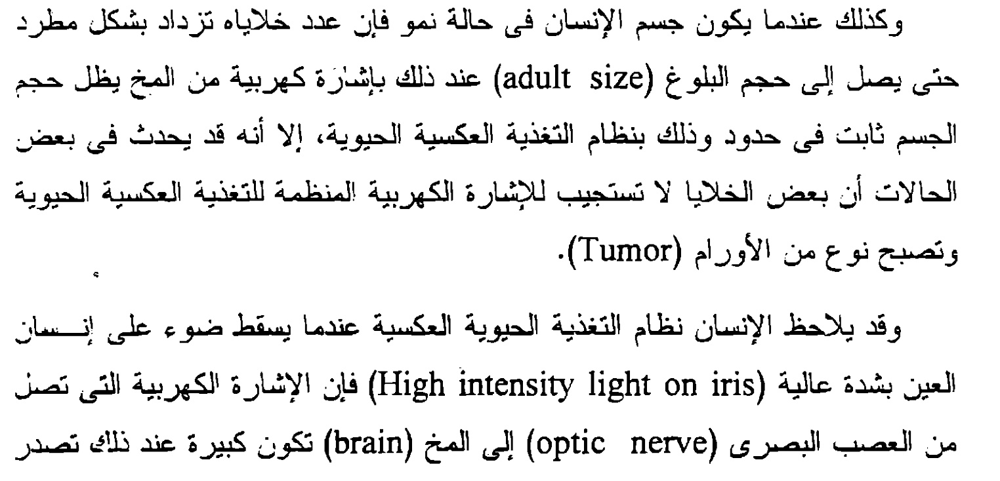 وكذلك عندما يكون جسم الإنسان فى حالة نمو فإن عدد خلاياه تزداد بشكل مطرد
حتى يصل إلى حجم البلوغ (adult size) عند ذلك بإشارة كهربية من المخ يظل حجم
الجسم ثابت فى حدود وذلك بنظام التغذية العكسية الحيوية، إلا أنه قد يحدث فى بعض
الحالات أن بعض الخلايا لا تستجيب للإشارة الكهربية المنظمة للتغذية العكسية الحيوية
وتصبح نوع من الأورام (Tumor).
وقد يلاحظ الإنسان نظام التغذية الحيوية العكسية عندما يسقط ضوء على إنسان
العين بشدة عالية (High intensity light on iris) فإن الإشارة الكهربية التى تصل
من العصب البصرى (optic nerve) إلى المخ (brain) تكون كبيرة عند ذلك تصدر